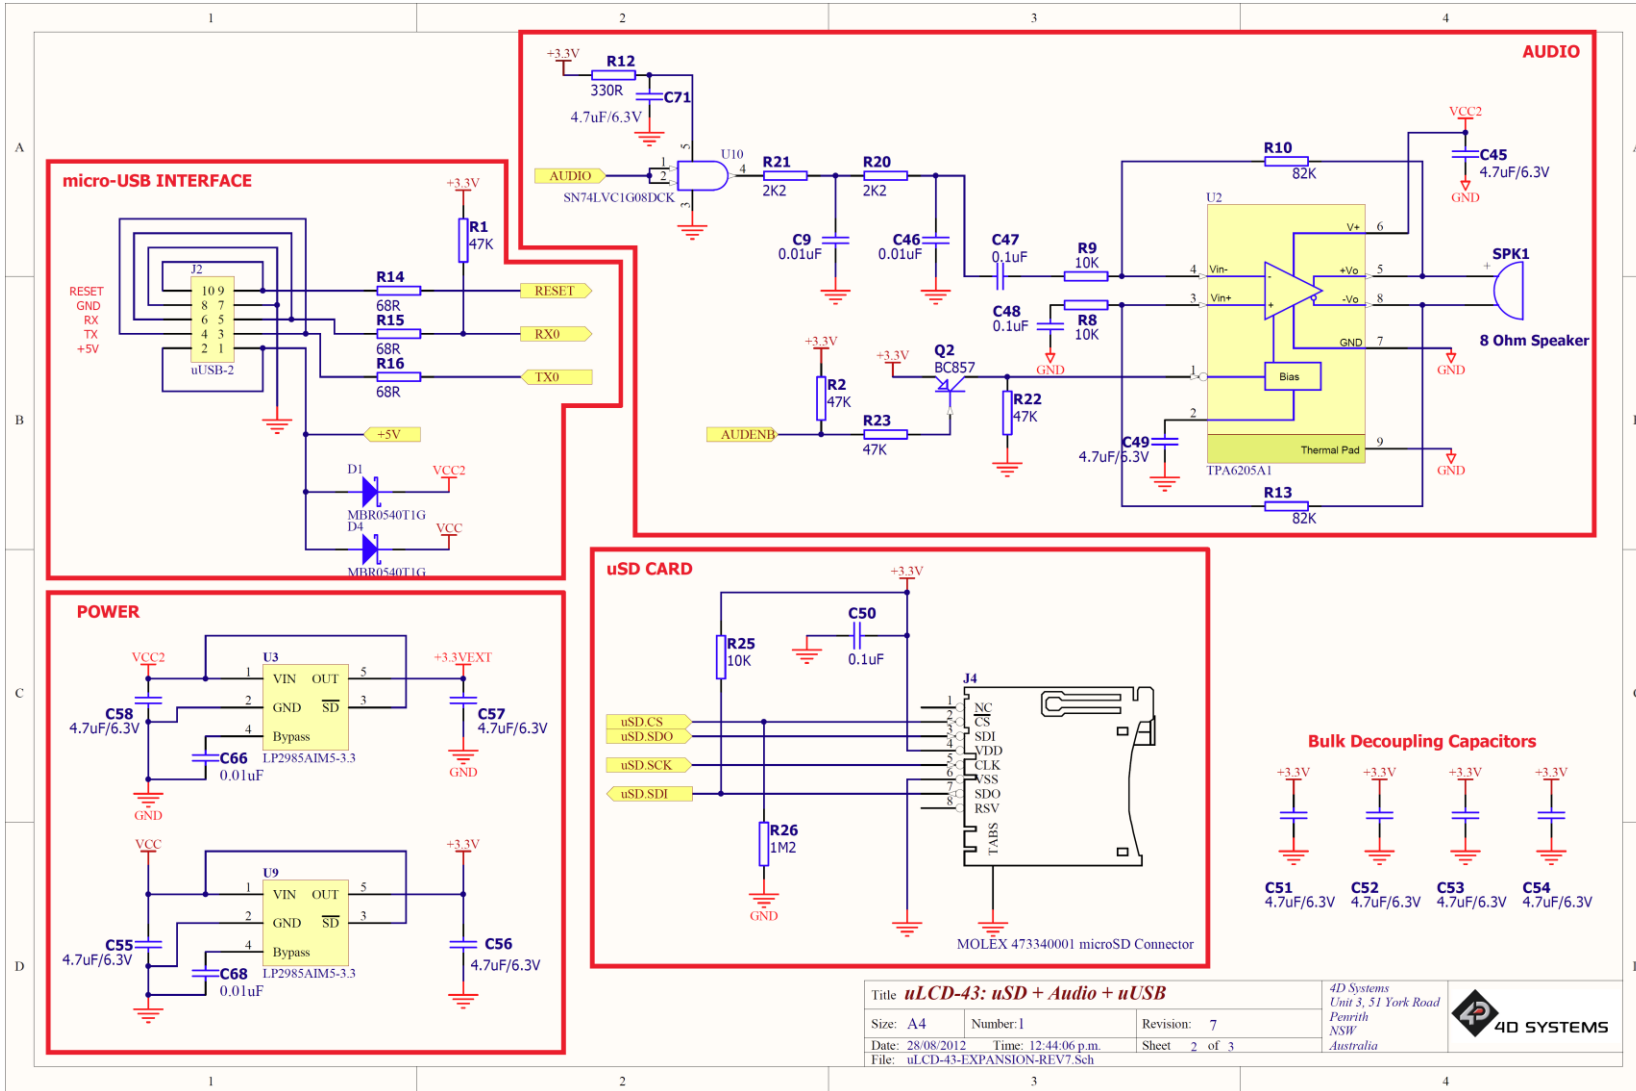 1 2 3 4
A
B
C
D
A
micro-USB INTERFACE
+3.3V
R1
47K
J2
RESET
GND
RX
TX
+5V
10 9
8 7
6 5
4 3
2 1
uUSB-2
R14
68R
R15
68R
R16
68R
RESET
RX0
TX0
+5V
D1
VCC2
MBR0540T1G
D4
VCC
MBR0540T1G
AUDIO
+3.3V
R12
330R
C71
4.7uF/6.3V
AUDIO
1
2
5
3
4
U10
SN74LVC1G08DCK
R21
2K2
R20
2K2
C9
0.01uF
C46
0.01uF
C47
0.1uF
R9
10K
C48
0.1uF
R8
10K
GND
R10
82K
VCC2
C45
4.7uF/6.3V
GND
U2
V+ 6
4 Vin-
+Vo 5
3 Vin+
-Vo 8
GND 7
GND
1
Bias
2
Thermal Pad 9
GND
TPA6205A1
SPK1
+
8 Ohm Speaker
+3.3V
R2
47K
+3.3V
Q2
BC857
R22
47K
AUDENB
R23
47K
C49
4.7uF/6.3V
R13
82K
POWER
VCC2
U3
+3.3VEXT
1 VIN OUT 5
2 GND SD 3
4 Bypass
LP2985AIM5-3.3
C58
4.7uF/6.3V
C57
4.7uF/6.3V
C66
0.01uF
GND
GND
VCC
U9
+3.3V
1 VIN OUT 5
2 GND SD 3
4 Bypass
LP2985AIM5-3.3
C55
4.7uF/6.3V
C56
4.7uF/6.3V
C68
0.01uF
uSD CARD
+3.3V
C50
0.1uF
R25
10K
J4
uSD.CS
uSD.SDO
uSD.SCK
uSD.SDI
1 NC
2 CS
3 SDI
4 VDD
5 CLK
6 VSS
7 SDO
8 RSV
TABS
R26
1M2
GND
MOLEX 473340001 microSD Connector
Bulk Decoupling Capacitors
+3.3V +3.3V +3.3V +3.3V
C51 C52 C53 C54
4.7uF/6.3V 4.7uF/6.3V 4.7uF/6.3V 4.7uF/6.3V
Title uLCD-43: uSD + Audio + uUSB
Size: A4 Number:1 Revision: 7
Date: 28/08/2012 Time: 12:44:06 p.m. Sheet 2 of 3
File: uLCD-43-EXPANSION-REV7.Sch
4D Systems
Unit 3, 51 York Road
Penrith
NSW
Australia
4D SYSTEMS
1 2 3 4